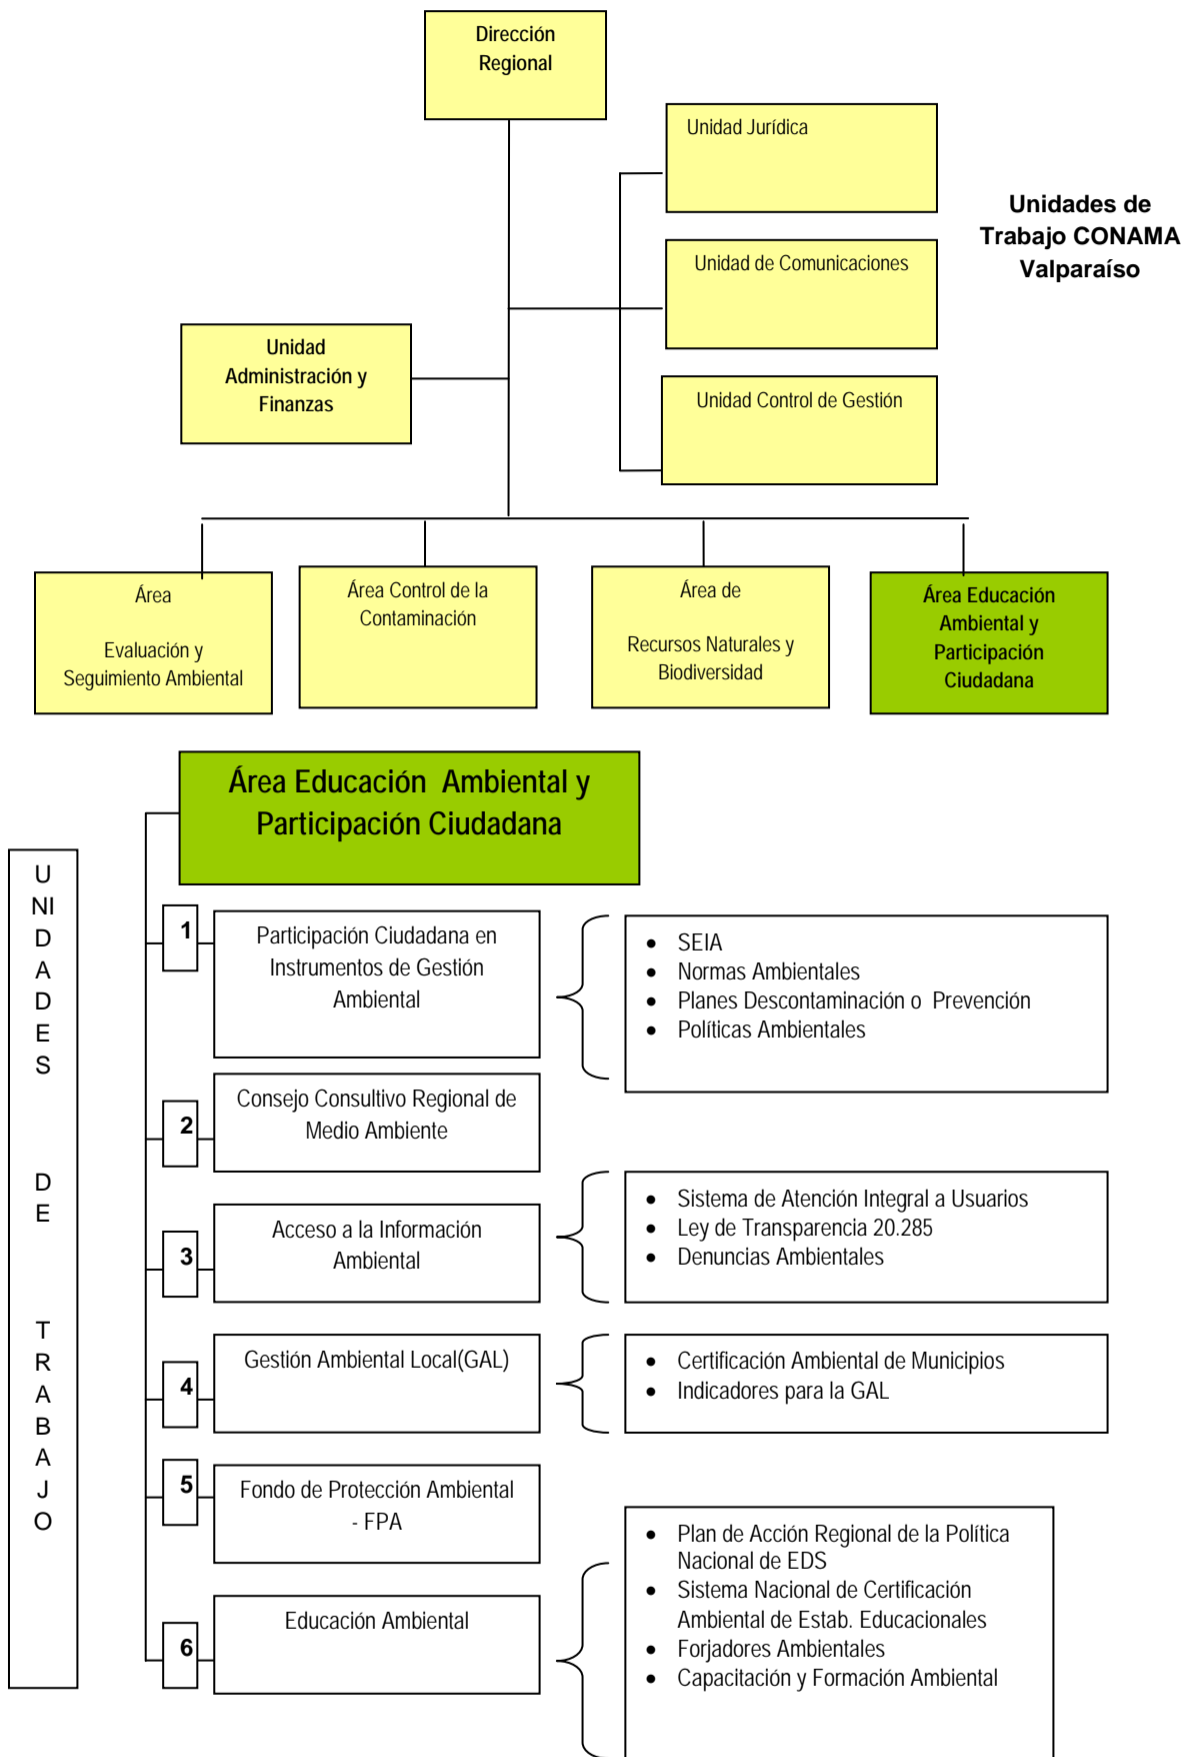 Dirección
Regional
Unidad Jurídica
Unidades de
Trabajo CONAMA
Valparaíso
Unidad de Comunicaciones
Unidad
Administración y
Finanzas
Unidad Control de Gestión
Área
Evaluación y
Seguimiento Ambiental
Área Control de la
Contaminación
Área de
Recursos Naturales y
Biodiversidad
Área Educación
Ambiental y
Participación
Ciudadana
Área Educación  Ambiental y
Participación Ciudadana
U
NI
D
A
D
E
S
D
E
T
R
A
B
A
J
O
1
Participación Ciudadana en
Instrumentos de Gestión
Ambiental
• SEIA
• Normas Ambientales
• Planes Descontaminación o  Prevención
• Políticas Ambientales
2
Consejo Consultivo Regional de
Medio Ambiente
3
Acceso a la Información
Ambiental
• Sistema de Atención Integral a Usuarios
• Ley de Transparencia 20.285
• Denuncias Ambientales
4
Gestión Ambiental Local(GAL)
• Certificación Ambiental de Municipios
• Indicadores para la GAL
5
Fondo de Protección Ambiental
- FPA
6
Educación Ambiental
• Plan de Acción Regional de la Política
Nacional de EDS
• Sistema Nacional de Certificación
Ambiental de Estab. Educacionales
• Forjadores Ambientales
• Capacitación y Formación Ambiental